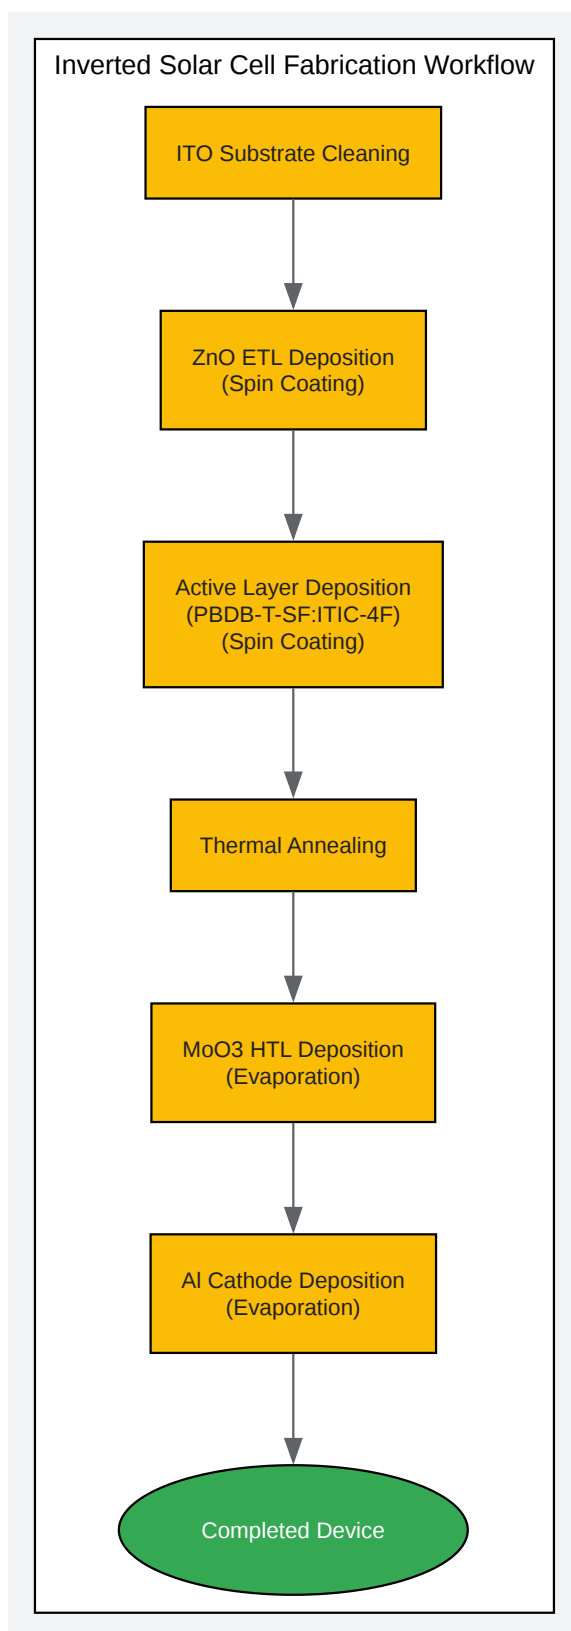 Inverted Solar Cell Fabrication Workflow
ITO Substrate Cleaning
ZnO ETL Deposition
(Spin Coating)
Active Layer Deposition
(PBDB-T-SF:ITIC-4F)
(Spin Coating)
Thermal Annealing
MoO3 HTL Deposition
(Evaporation)
Al Cathode Deposition
(Evaporation)
Completed Device